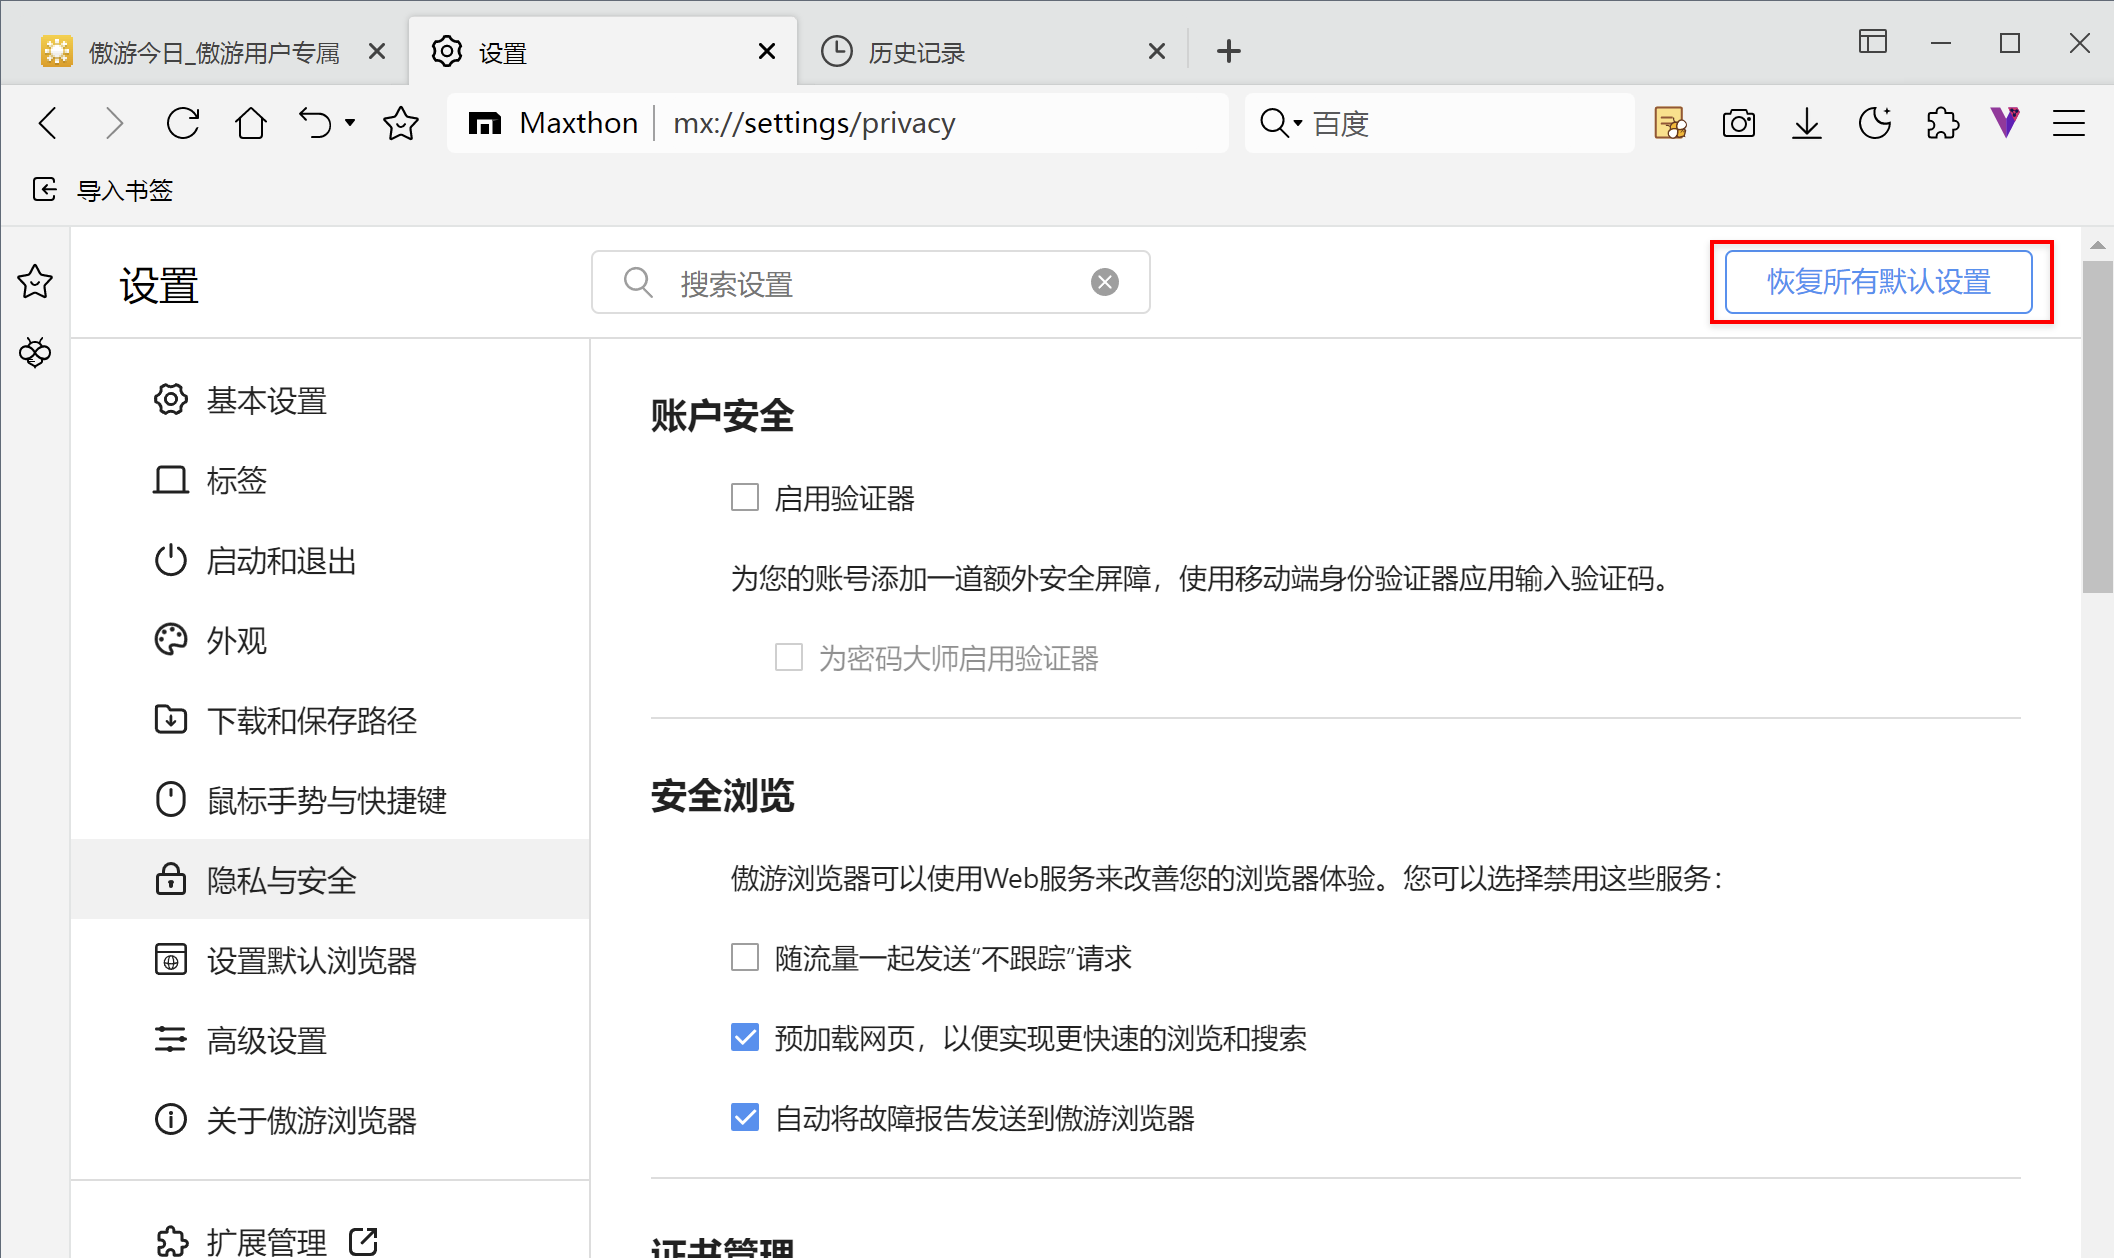 傲游今日_傲游用户专属
设置
历史记录
Maxthon
mx://settings/privacy
百度
导入书签
设置
搜索设置
恢复所有默认设置
基本设置
标签
启动和退出
外观
下载和保存路径
鼠标手势与快捷键
隐私与安全
设置默认浏览器
高级设置
关于傲游浏览器
扩展管理
账户安全
启用验证器
为您的账号添加一道额外安全屏障，使用移动端身份验证器应用输入验证码。
为密码大师启用验证器
安全浏览
傲游浏览器可以使用Web服务来改善您的浏览器体验。您可以选择禁用这些服务：
随流量一起发送“不跟踪”请求
预加载网页，以便实现更快速的浏览和搜索
自动将故障报告发送到傲游浏览器
证书管理